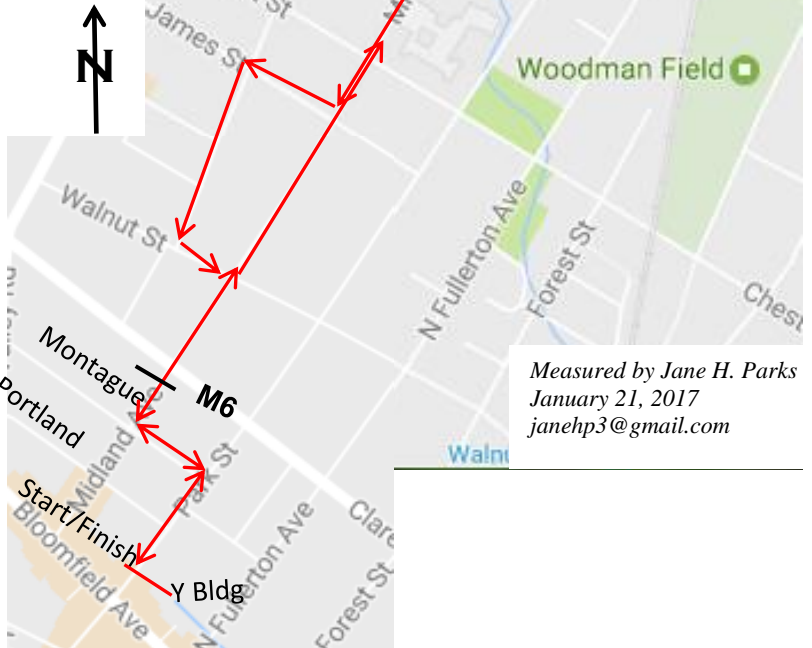 N
St
James St
Woodman Field
Walnut St
N Fullerton Ave
Forest St
Chest
Montague
M6
Portland
Midland Ave
Park St
Start/Finish
Bloomfield Ave
Y Bldg
N Fullerton Ave
Forest St
Clare
Walnu
Measured by Jane H. Parks
January 21, 2017
janehp3@gmail.com